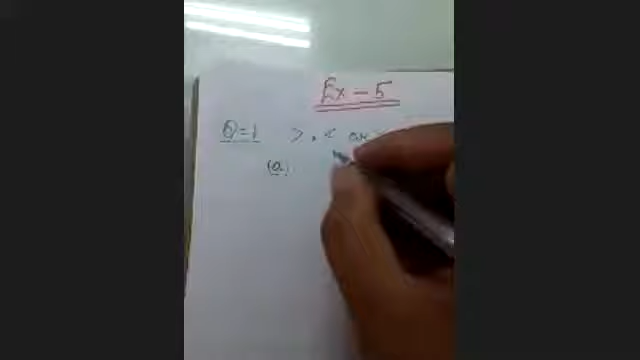 Ex - 5
Q=1 > , < or
(a)